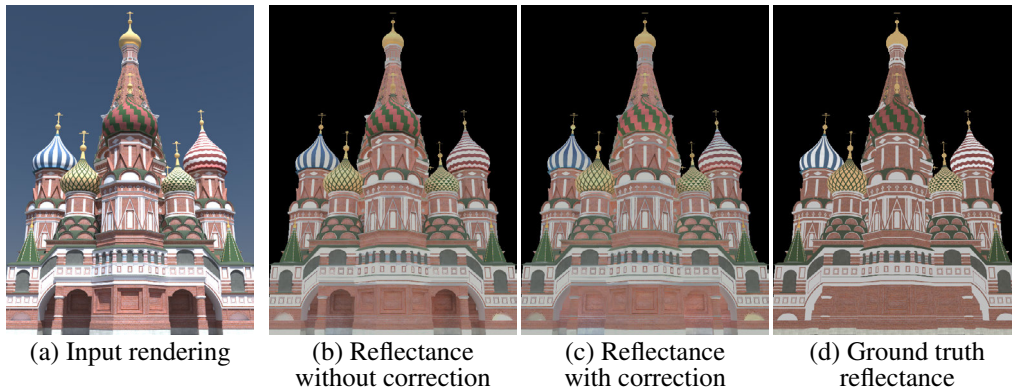 (a) Input rendering
(b) Reflectance
without correction
(c) Reflectance
with correction
(d) Ground truth
reflectance